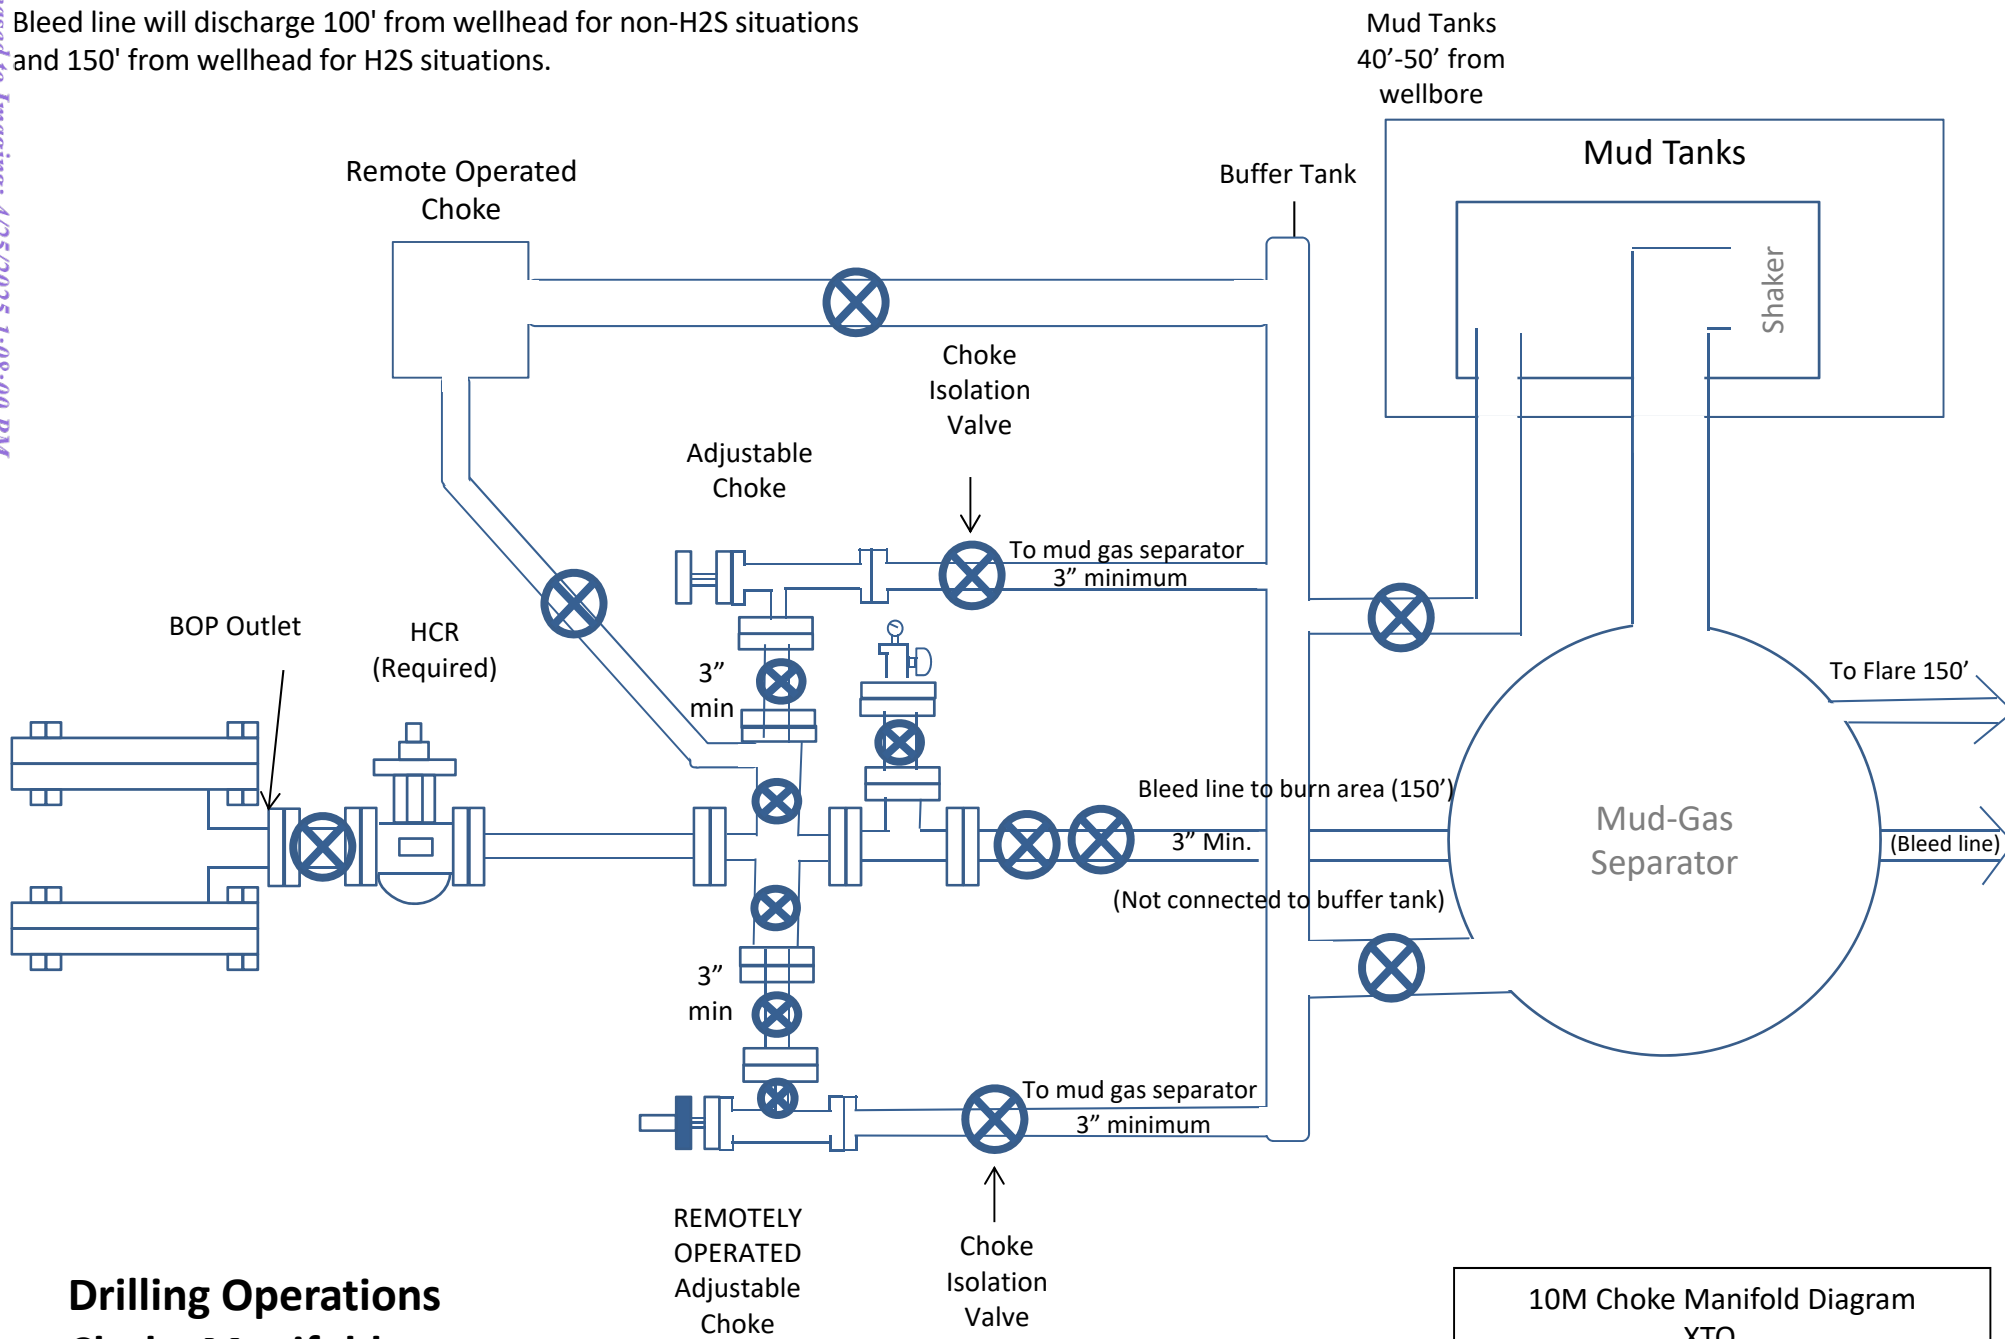 Bleed line will discharge 100' from wellhead for non-H2S situations
and 150' from wellhead for H2S situations.
Mud Tanks
40’-50’ from
wellbore
Mud Tanks
Shaker
Remote Operated
Choke
Buffer Tank
Choke
Isolation
Valve
Adjustable
Choke
To mud gas separator
3” minimum
BOP Outlet
HCR
(Required)
3”
min
To Flare 150’
Bleed line to burn area (150’)
3” Min.
(Not connected to buffer tank)
Mud-Gas
Separator
(Bleed line)
3”
min
To mud gas separator
3” minimum
REMOTELY
OPERATED
Adjustable
Choke
Choke
Isolation
Valve
Drilling Operations
10M Choke Manifold Diagram
XTO